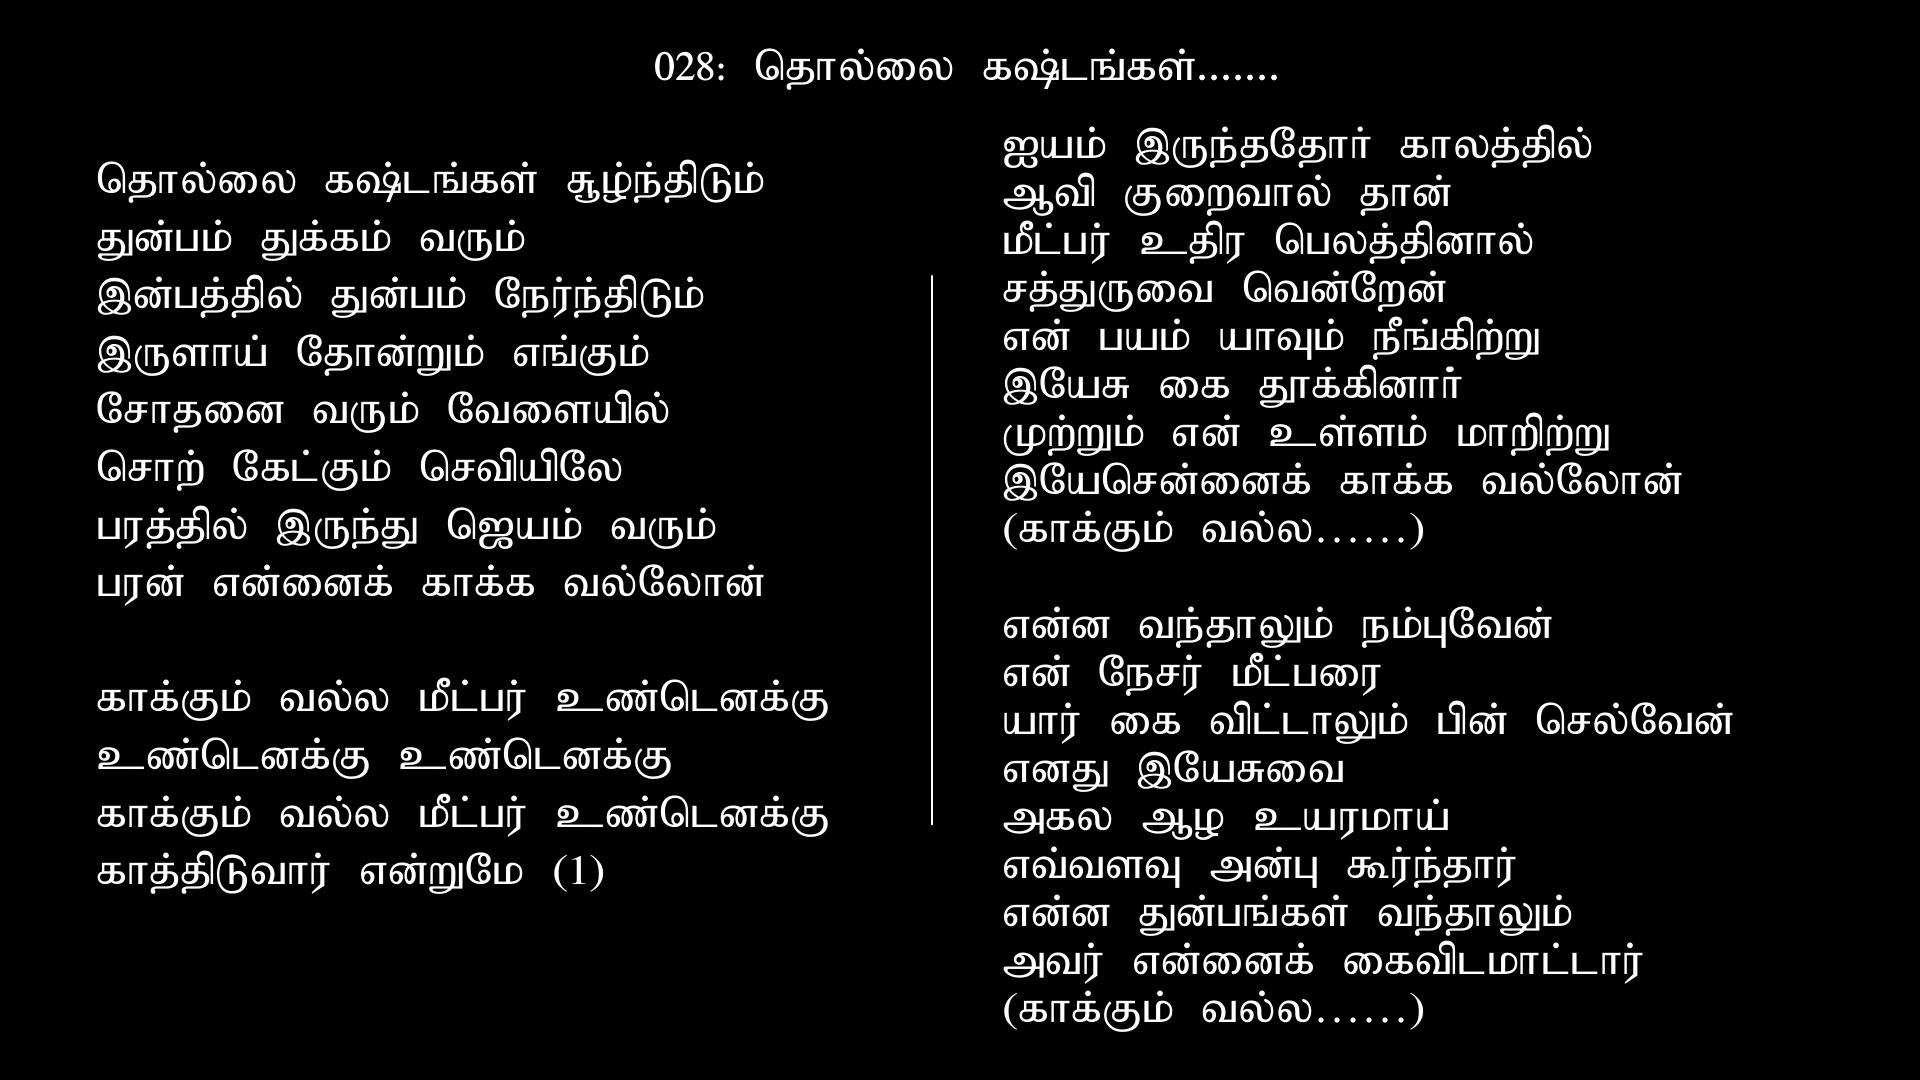 028: தொல்லை கஷ்டங்கள்.......
தொல்லை கஷ்டங்கள் சூழ்ந்திடும்
துன்பம் துக்கம் வரும்
இன்பத்தில் துன்பம் நேர்ந்திடும்
இருளாய் தோன்றும் எங்கும்
சோதனை வரும் வேளையில்
சொற் கேட்கும் செவியிலே
பரத்தில் இருந்து ஜெயம் வரும்
பரன் என்னைக் காக்க வல்லோன்
காக்கும் வல்ல மீட்பர் உண்டெனக்கு
உண்டெனக்கு உண்டெனக்கு
காக்கும் வல்ல மீட்பர் உண்டெனக்கு
காத்திடுவார் என்றுமே (1)
ஐயம் இருந்ததோர் காலத்தில்
ஆவி குறைவால் தான்
மீட்பர் உதிர பெலத்தினால்
சத்துருவை வென்றேன்
என் பயம் யாவும் நீங்கிற்று
இயேசு கை தூக்கினார்
முற்றும் என் உள்ளம் மாறிற்று
இயேசென்னைக் காக்க வல்லோன்
(காக்கும் வல்ல......)
என்ன வந்தாலும் நம்புவேன்
என் நேசர் மீட்பரை
யார் கை விட்டாலும் பின் செல்வேன்
எனது இயேசுவை
அகல ஆழ உயரமாய்
எவ்வளவு அன்பு கூர்ந்தார்
என்ன துன்பங்கள் வந்தாலும்
அவர் என்னைக் கைவிடமாட்டார்
(காக்கும் வல்ல......)